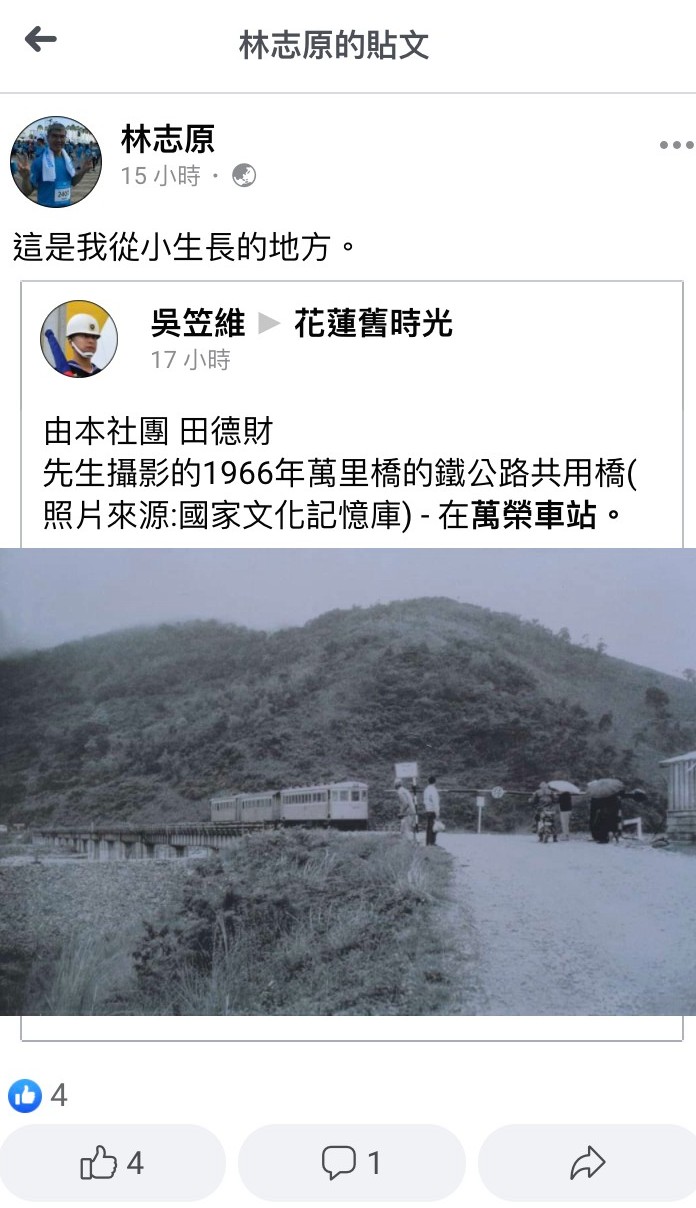 林志原的貼文
林志原
15 小時 ·
這是我從小生長的地方。
吳笠維 ▶ 花蓮舊時光
17 小時
由本社團 田德財
先生攝影的1966年萬里橋的鐵公路共用橋(
照片來源:國家文化記憶庫) - 在萬榮車站。
4
4
1